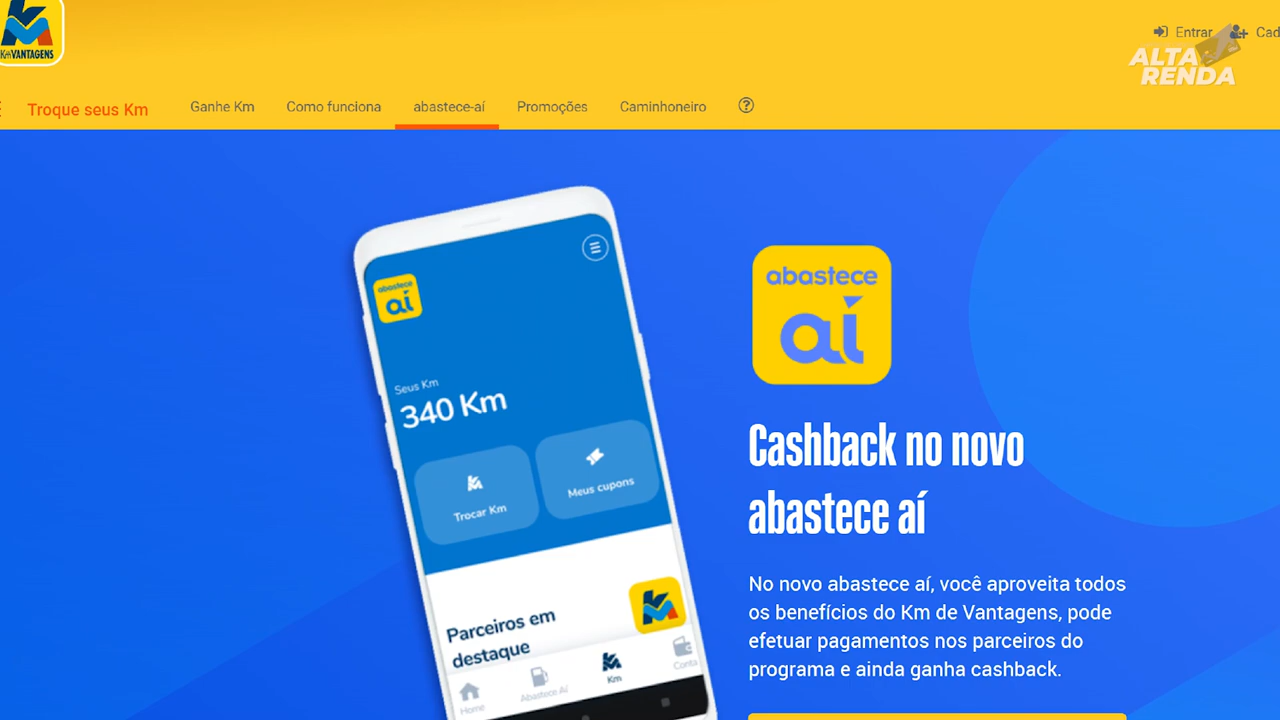 Km VANTAGENS
Entrar
Cad
ALTA
RENDA
Troque seus Km
Ganhe Km
Como funciona
abastece-aí
Promoções
Caminhoneiro
?
abastece
aí
Seus Km
340 Km
Trocar Km
Meus cupons
Parceiros em
destaque
Home
Abastece Aí
Km
Conta
abastece
aí
Cashback no novo
abastece aí
No novo abastece aí, você aproveita todos
os benefícios do Km de Vantagens, pode
efetuar pagamentos nos parceiros do
programa e ainda ganha cashback.